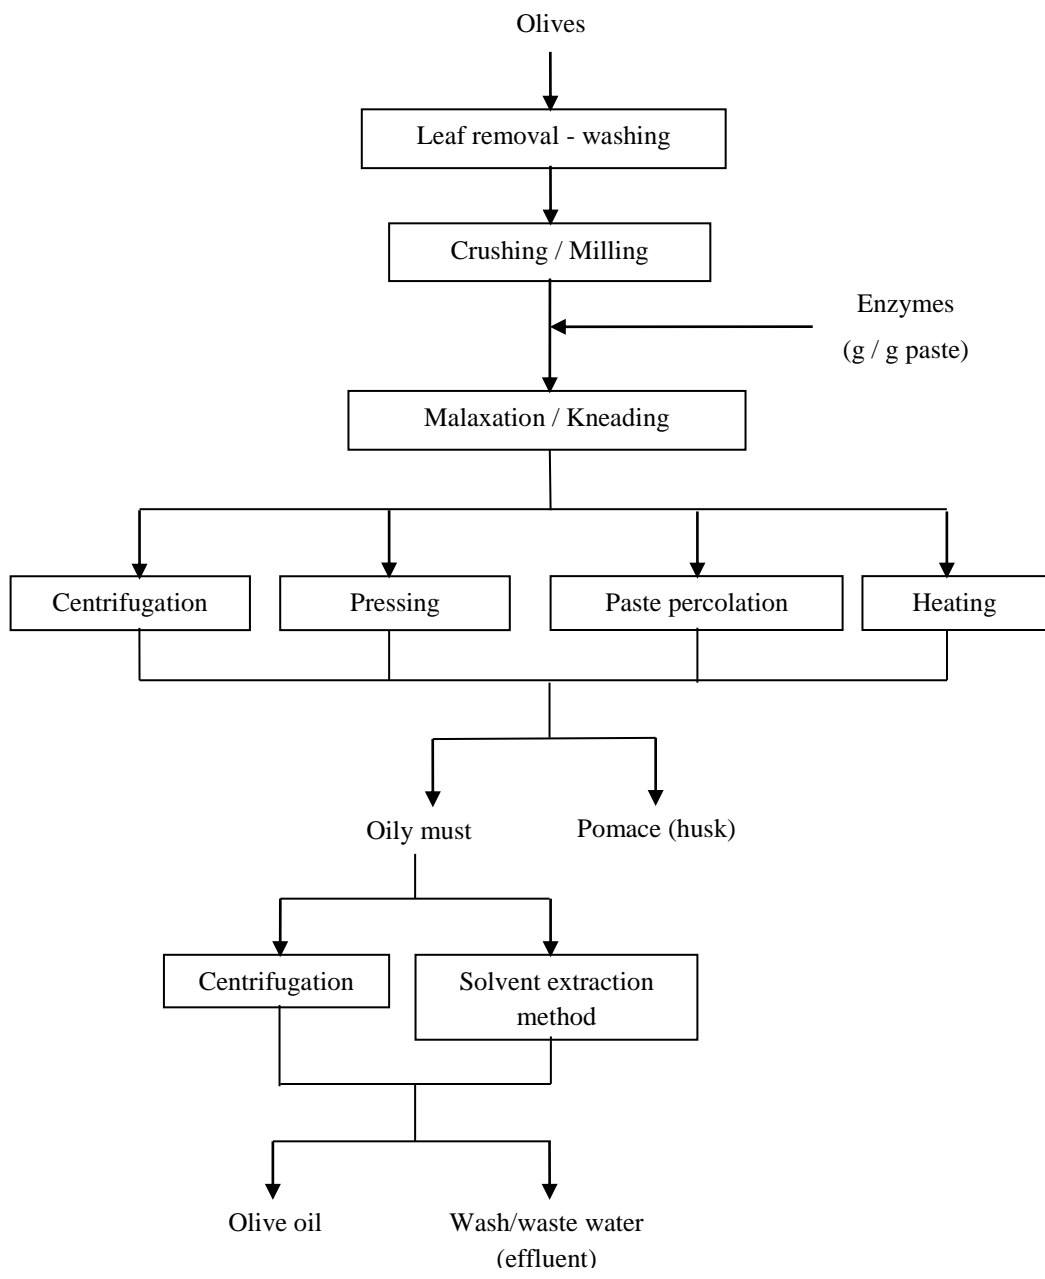 Olives
Leaf removal - washing
Crushing / Milling
Enzymes
(g / g paste)
Malaxation / Kneading
Centrifugation
Pressing
Paste percolation
Heating
Oily must
Pomace (husk)
Centrifugation
Solvent extraction
method
Olive oil
Wash/waste water
(effluent)